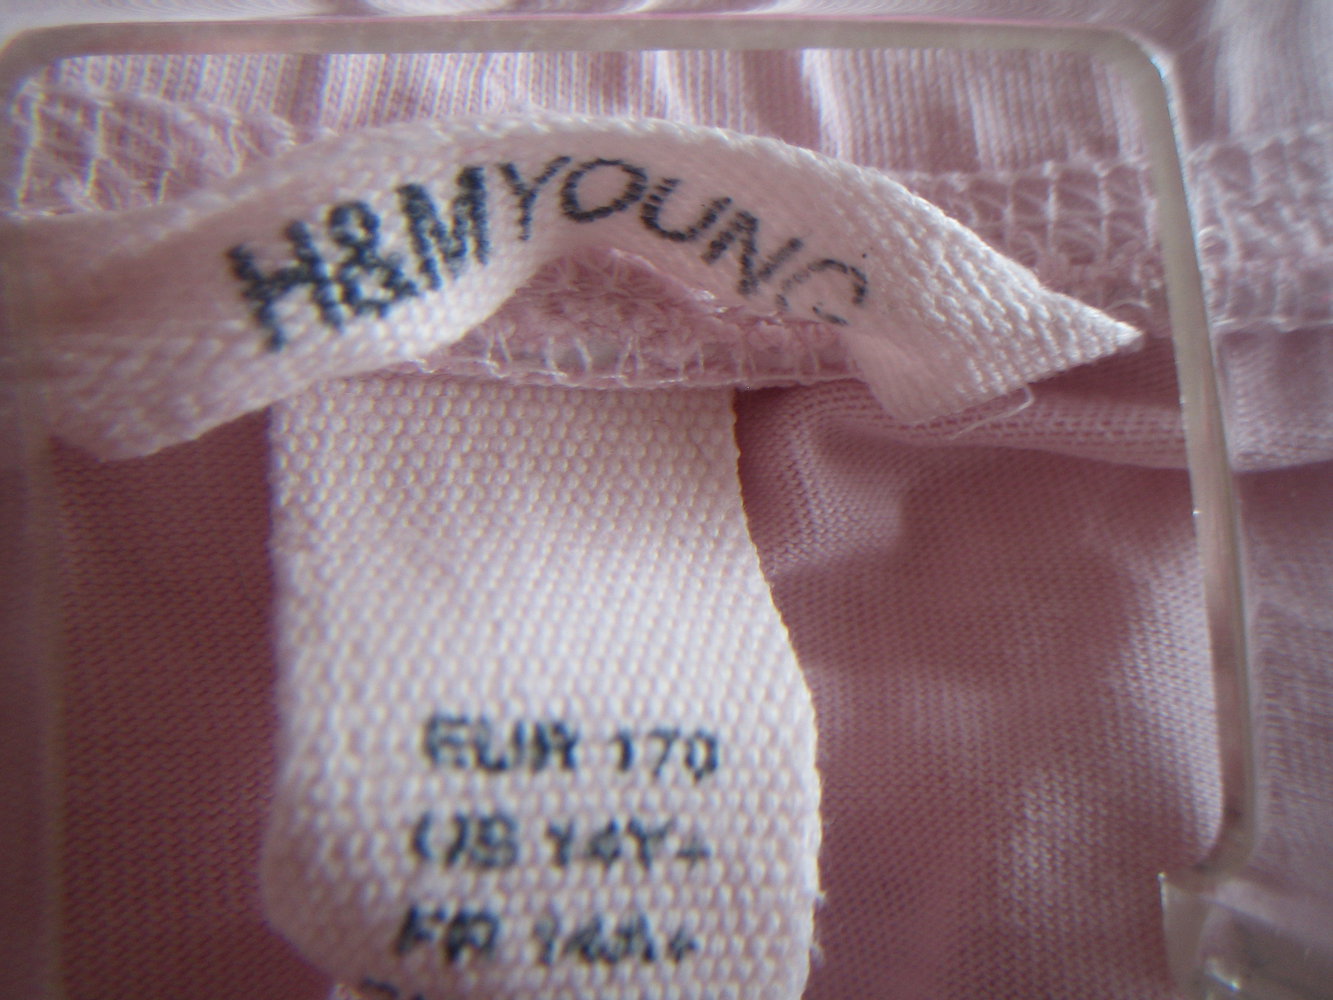 H&MYOUNG
EUR 170
US 14Y+
FR 14A+